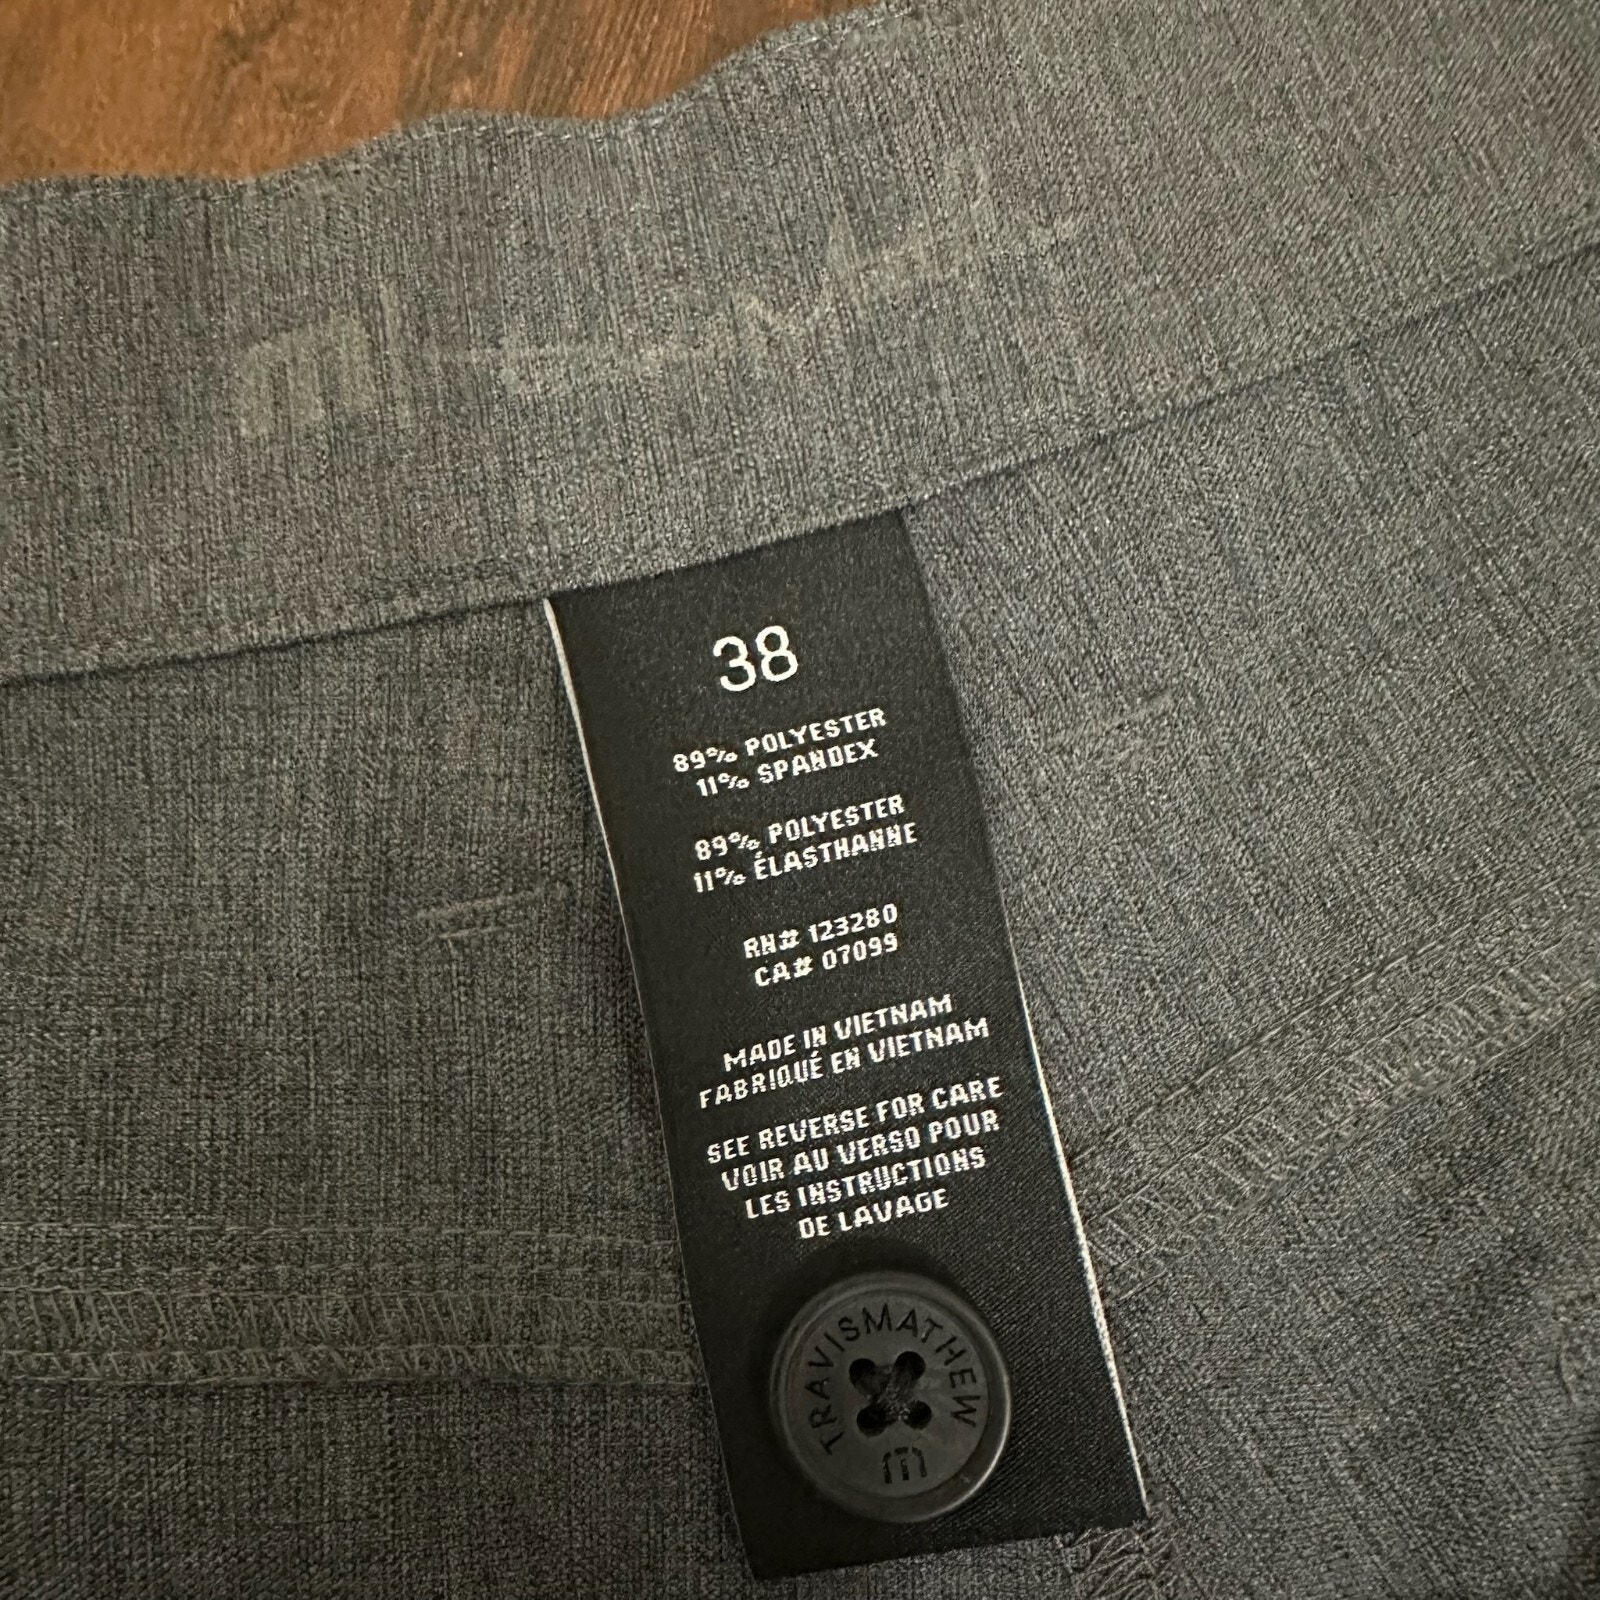 38
89% POLYESTER
11% SPANDEX
89% POLYESTER
11% ÉLASTHANNE
RN# 123280
CA# 07099
MADE IN VIETNAM
FABRIQUÉ EN VIETNAM
SEE REVERSE FOR CARE
VOIR AU VERSO POUR
LES INSTRUCTIONS
DE LAVAGE
TRAVISMATHEW